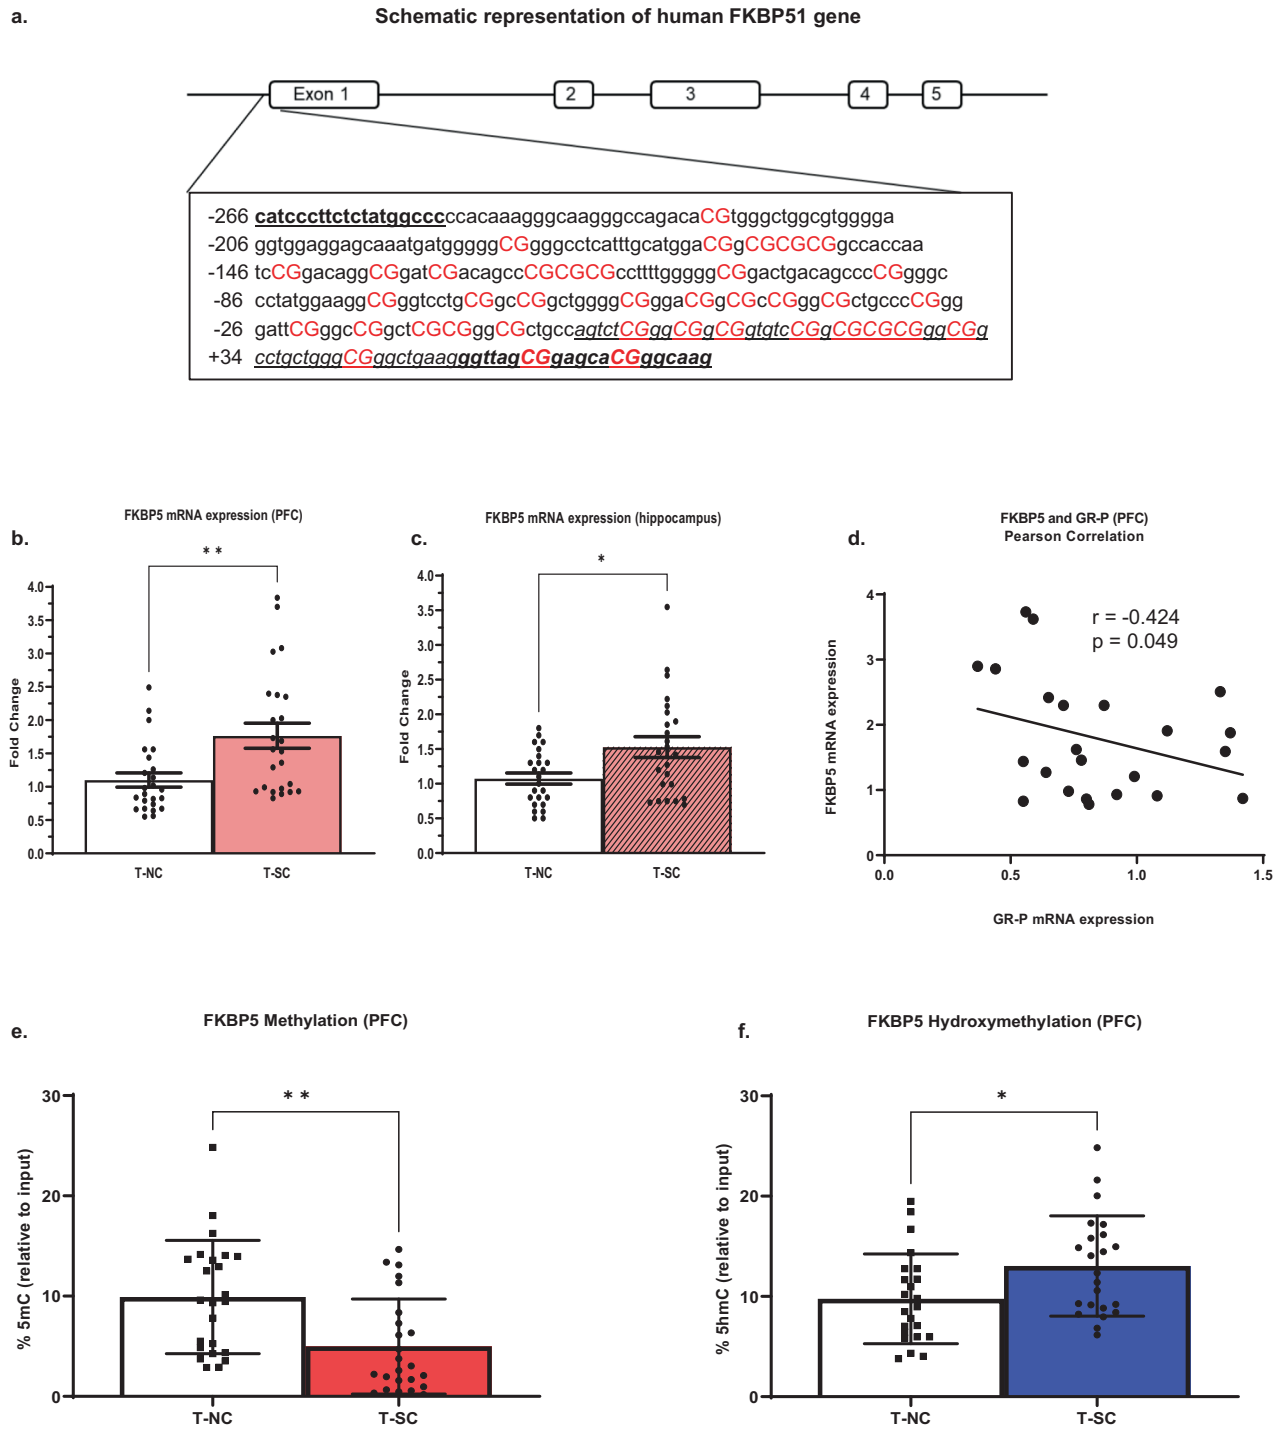 a.
Schematic representation of human FKBP51 gene
Exon 1
2
3
4
5
-266 catcccttctctatggcccccacaaagggcaagggccagacaCGtgggctggcgtgggga
-206 ggtggaggagcaaatgatgggggCGgggcctcatttgcatggaCGgCGCGCGgccaccaa
-146 tcCGgacaggCGgatCGacagccCGCGCGccttttgggggCGgactgacagcccCGgggc
-86 cctatggaaggCGggtcctgCGgcCGgctggggCGggaCGgCGcCGggCGctgcccCGgg
-26 gattCGggcCGgctCGCGggCGctgccagtctCGggCGgCGgtgtcCGgCGCGCGggCGg
+34 cctgctgggCGggctgaagggttagCGgagcaCGggcaag
b.
FKBP5 mRNA expression (PFC)
**
Fold Change
4.0
3.5
3.0
2.5
2.0
1.5
1.0
0.5
0.0
T-NC
T-SC
c.
FKBP5 mRNA expression (hippocampus)
*
Fold Change
4.0
3.5
3.0
2.5
2.0
1.5
1.0
0.5
0.0
T-NC
T-SC
d.
FKBP5 and GR-P (PFC)
Pearson Correlation
r = -0.424
p = 0.049
FKBP5 mRNA expression
4
3
2
1
0
0.0
0.5
1.0
1.5
GR-P mRNA expression
e.
FKBP5 Methylation (PFC)
**
% 5mC (relative to input)
30
20
10
0
T-NC
T-SC
f.
FKBP5 Hydroxymethylation (PFC)
*
% 5hmC (relative to input)
30
20
10
0
T-NC
T-SC